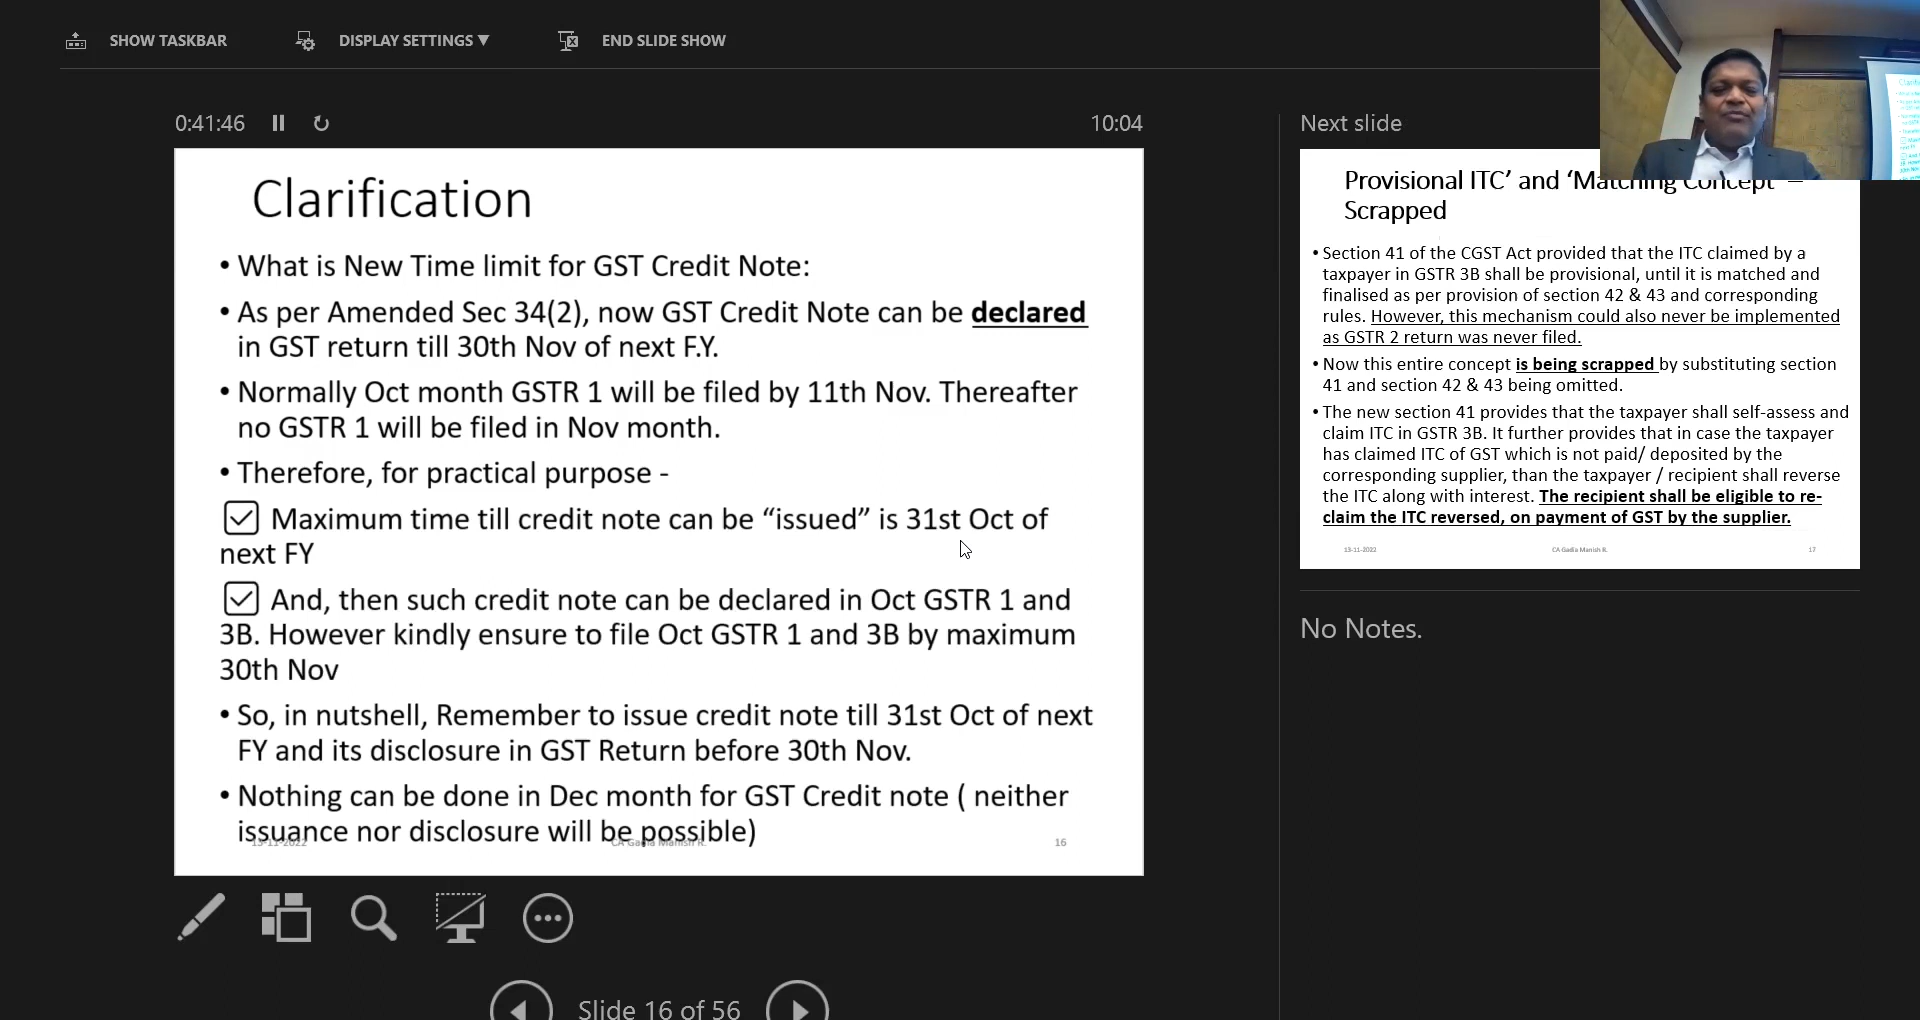 SHOW TASKBAR
DISPLAY SETTINGS ▼
END SLIDE SHOW
0:41:46
10:04
Clarification
• What is New Time limit for GST Credit Note:
• As per Amended Sec 34(2), now GST Credit Note can be declared
in GST return till 30th Nov of next F.Y.
• Normally Oct month GSTR 1 will be filed by 11th Nov. Thereafter
no GSTR 1 will be filed in Nov month.
• Therefore, for practical purpose -
☑ Maximum time till credit note can be “issued” is 31st Oct of
next FY
☑ And, then such credit note can be declared in Oct GSTR 1 and
3B. However kindly ensure to file Oct GSTR 1 and 3B by maximum
30th Nov
• So, in nutshell, Remember to issue credit note till 31st Oct of next
FY and its disclosure in GST Return before 30th Nov.
• Nothing can be done in Dec month for GST Credit note ( neither
issuance nor disclosure will be possible)
13-11-2022
CA Gadia Manish R.
16
Slide 16 of 56
Next slide
Provisional ITC’ and ‘Matching Concept’ –
Scrapped
• Section 41 of the CGST Act provided that the ITC claimed by a
taxpayer in GSTR 3B shall be provisional, until it is matched and
finalised as per provision of section 42 & 43 and corresponding
rules. However, this mechanism could also never be implemented
as GSTR 2 return was never filed.
• Now this entire concept is being scrapped by substituting section
41 and section 42 & 43 being omitted.
• The new section 41 provides that the taxpayer shall self-assess and
claim ITC in GSTR 3B. It further provides that in case the taxpayer
has claimed ITC of GST which is not paid/ deposited by the
corresponding supplier, than the taxpayer / recipient shall reverse
the ITC along with interest. The recipient shall be eligible to re-
claim the ITC reversed, on payment of GST by the supplier.
13-11-2022
CA Gadia Manish R.
17
No Notes.